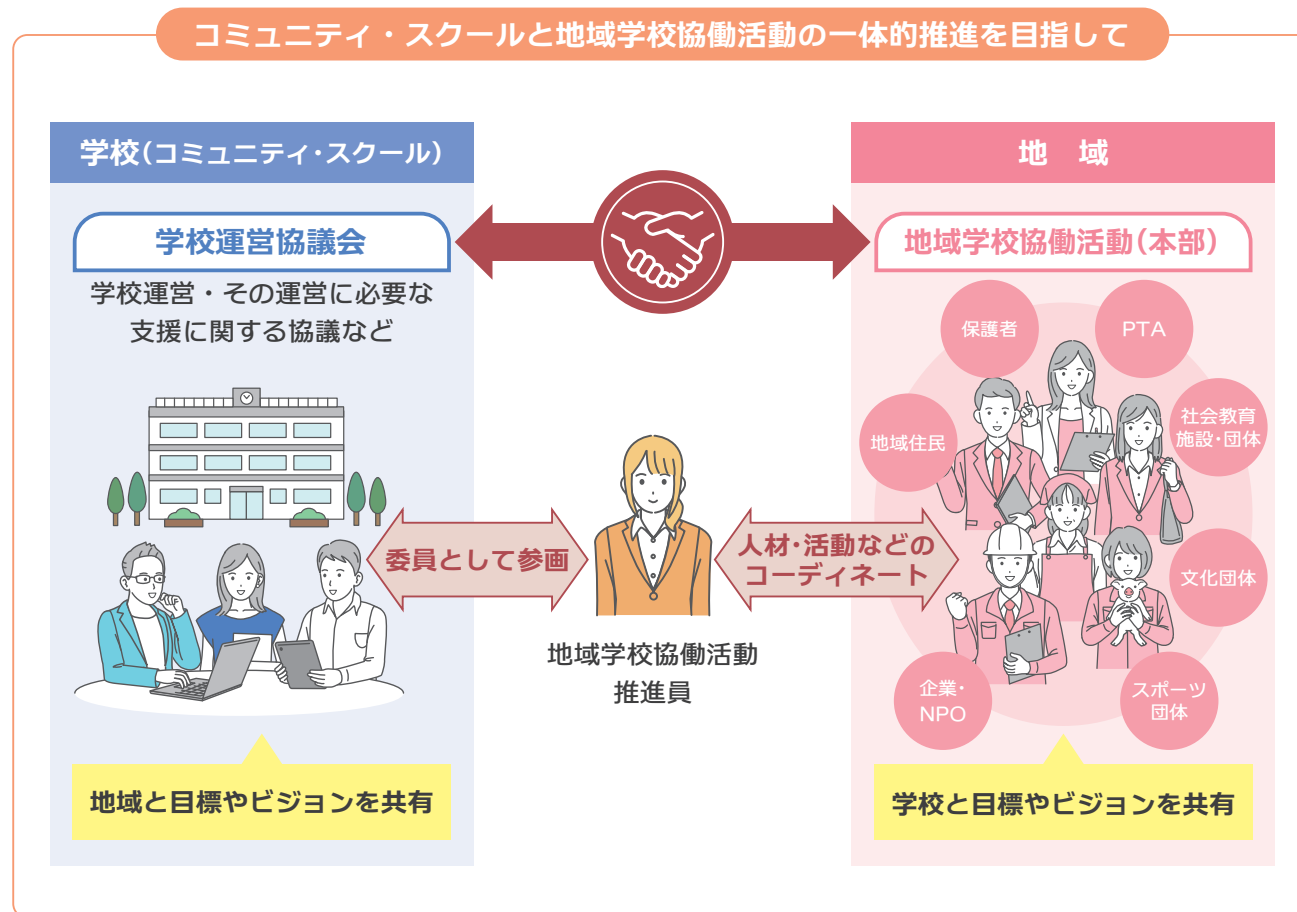 コミュニティ・スクールと地域学校協働活動の一体的推進を目指して
学校(コミュニティ・スクール)
学校運営協議会
学校運営・その運営に必要な
支援に関する協議など
地域と目標やビジョンを共有
委員として参画
地域学校協働活動
推進員
人材・活動などの
コーディネート
地 域
地域学校協働活動(本部)
保護者
PTA
地域住民
社会教育
施設・団体
文化団体
企業・
NPO
スポーツ
団体
学校と目標やビジョンを共有